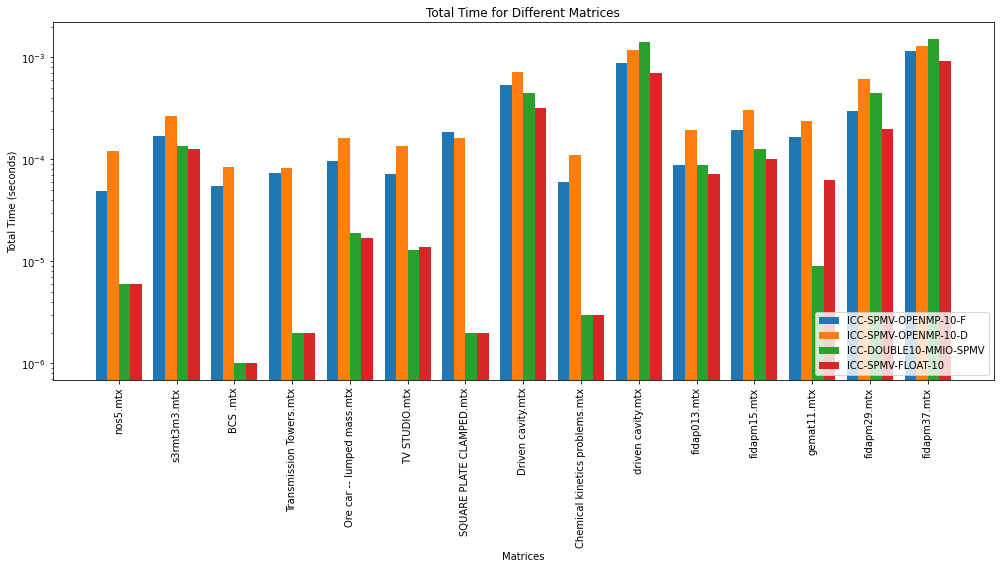 Total Time for Different Matrices
Total Time (seconds)
10⁻³
10⁻⁴
10⁻⁵
10⁻⁶
ICC-SPMV-OPENMP-10-F
ICC-SPMV-OPENMP-10-D
ICC-DOUBLE10-MMIO-SPMV
ICC-SPMV-FLOAT-10
nos5.mtx
s3rmt3m3.mtx
BCS .mtx
Transmission Towers.mtx
Ore car -- lumped mass.mtx
TV STUDIO.mtx
SQUARE PLATE CLAMPED.mtx
Driven cavity.mtx
Chemical kinetics problems.mtx
driven cavity.mtx
fidap013.mtx
fidapm15.mtx
gemat11.mtx
fidapm29.mtx
fidapm37.mtx
Matrices